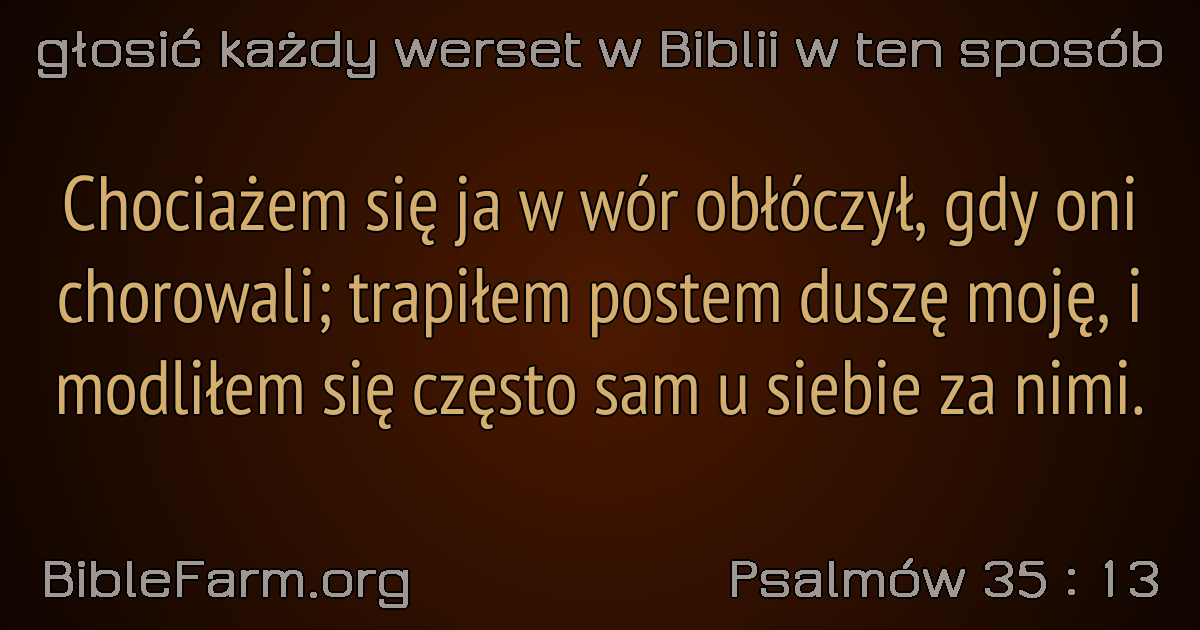 głosić każdy werset w Biblii w ten sposób
Chociażem się ja w wór obłóczył, gdy oni
chorowali; trapiłem postem duszę moję, i
modliłem się często sam u siebie za nimi.
BibleFarm.org
Psalmów 35 : 13